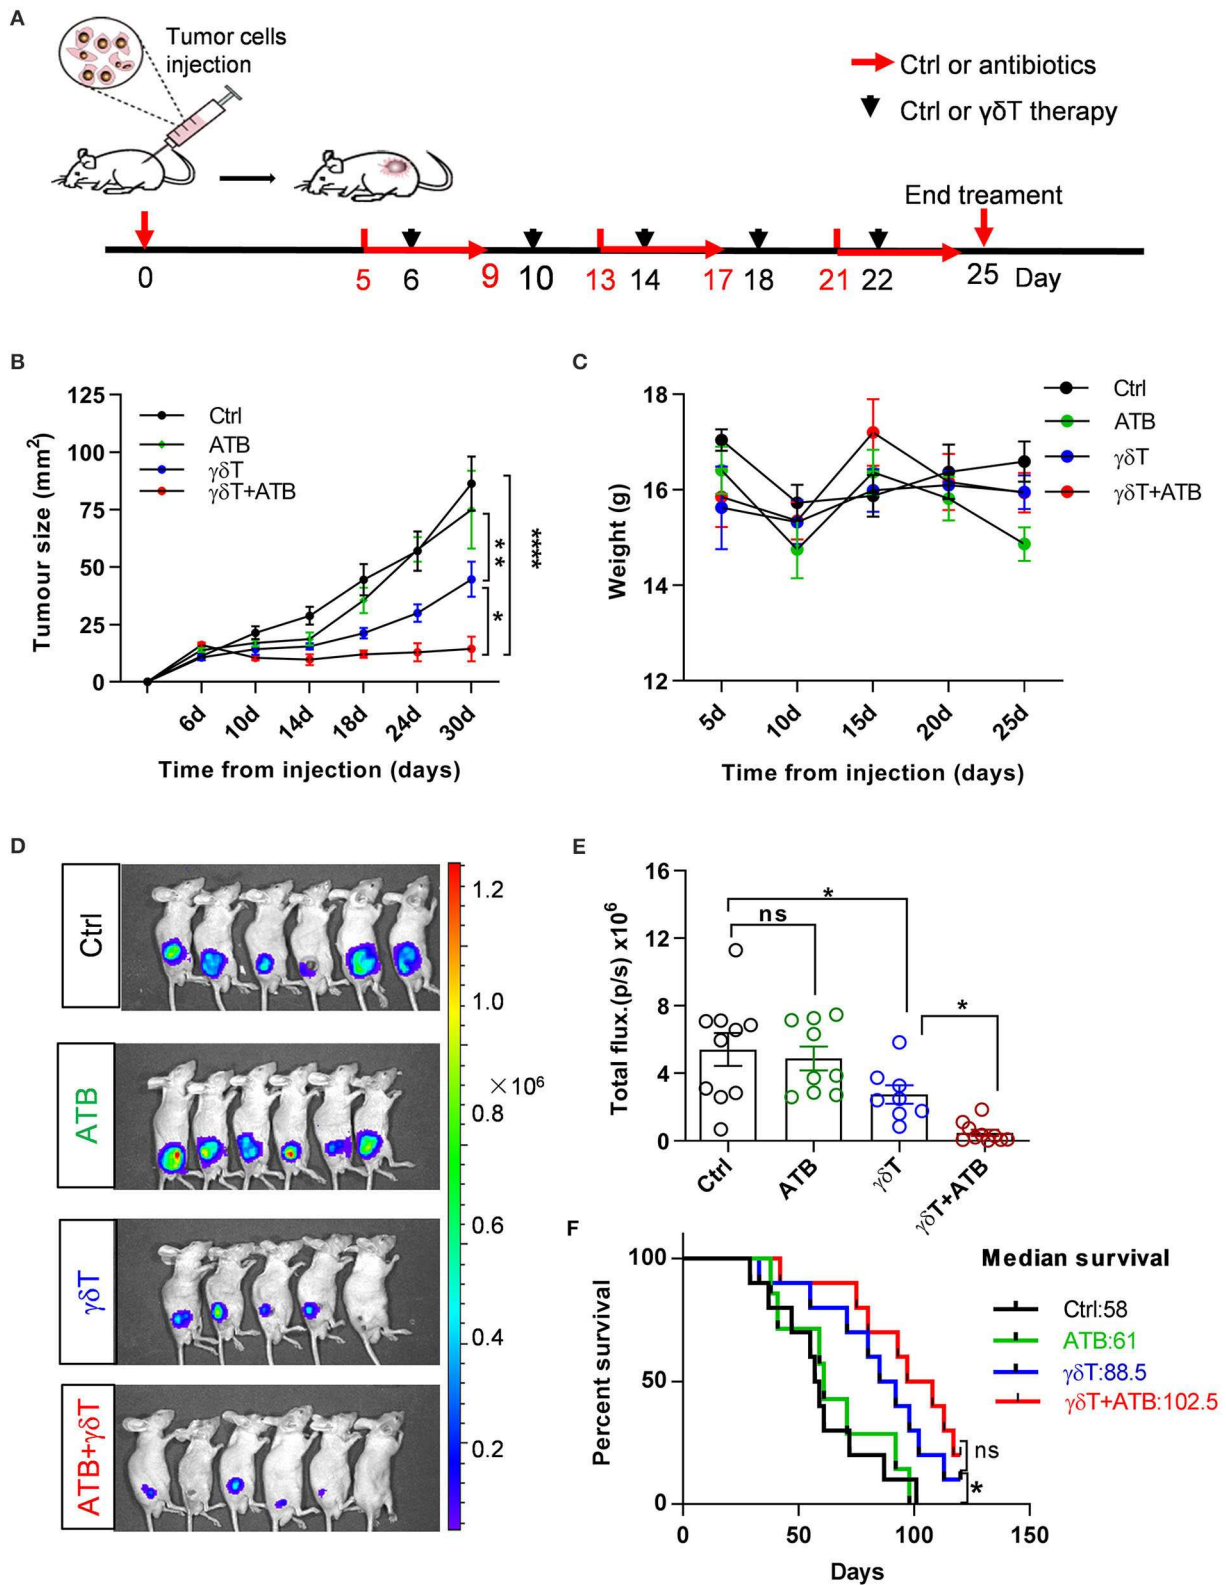 A
Tumor cells
injection
Ctrl or antibiotics
Ctrl or γδT therapy
End treament
0
5
6
9
10
13
14
17
18
21
22
25
Day
B
Tumour size (mm²)
125
100
75
50
25
0
Ctrl
ATB
γδT
γδT+ATB
**
*
****
6d
10d
14d
18d
24d
30d
Time from injection (days)
C
Weight (g)
18
16
14
12
Ctrl
ATB
γδT
γδT+ATB
5d
10d
15d
20d
25d
Time from injection (days)
D
Ctrl
ATB
γδT
ATB+γδT
1.2
1.0
×10⁶
0.8
0.6
0.4
0.2
E
Total flux.(p/s) x10⁶
16
12
8
4
0
*
ns
*
Ctrl
ATB
γδT
γδT+ATB
F
Percent survival
100
50
0
Median survival
Ctrl:58
ATB:61
γδT:88.5
γδT+ATB:102.5
ns
*
0
50
100
150
Days